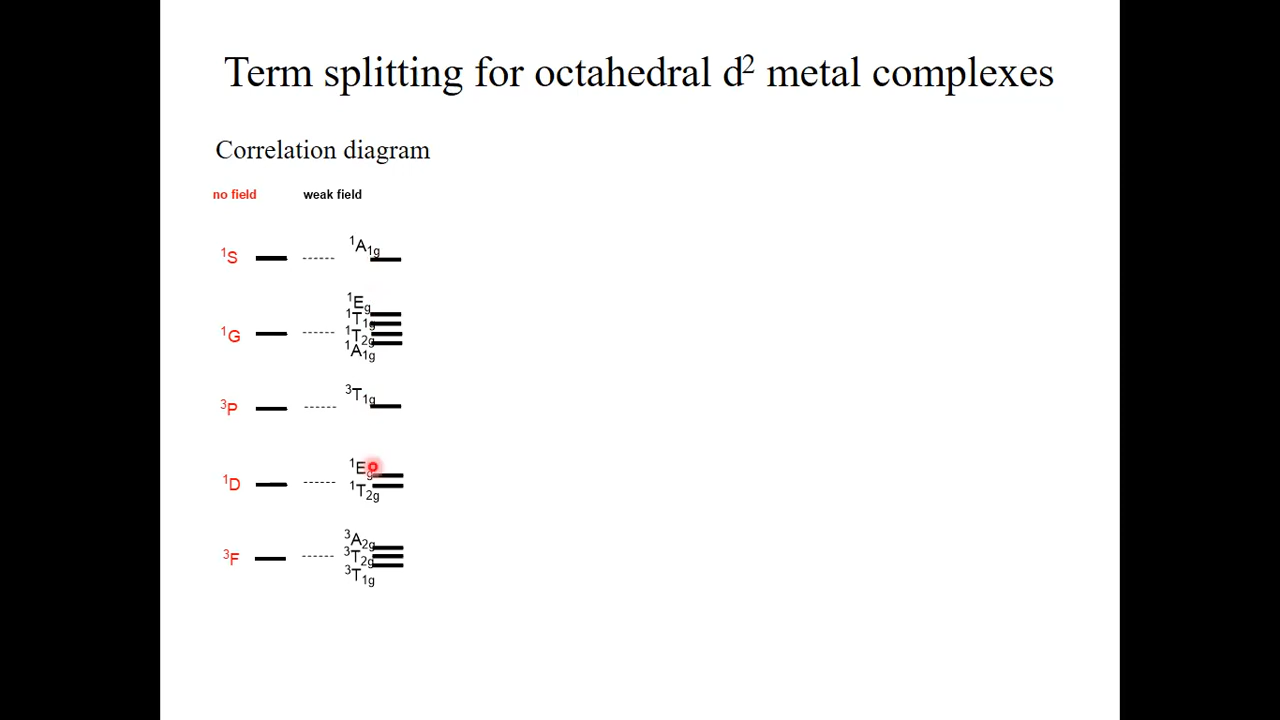 Term splitting for octahedral d² metal complexes
Correlation diagram
no field weak field
¹S ¹A₁g
¹Eg
¹T₁g
¹G ¹T₂g
¹A₁g
³P ³T₁g
¹Eg
¹D ¹T₂g
³A₂g
³F ³T₂g
³T₁g